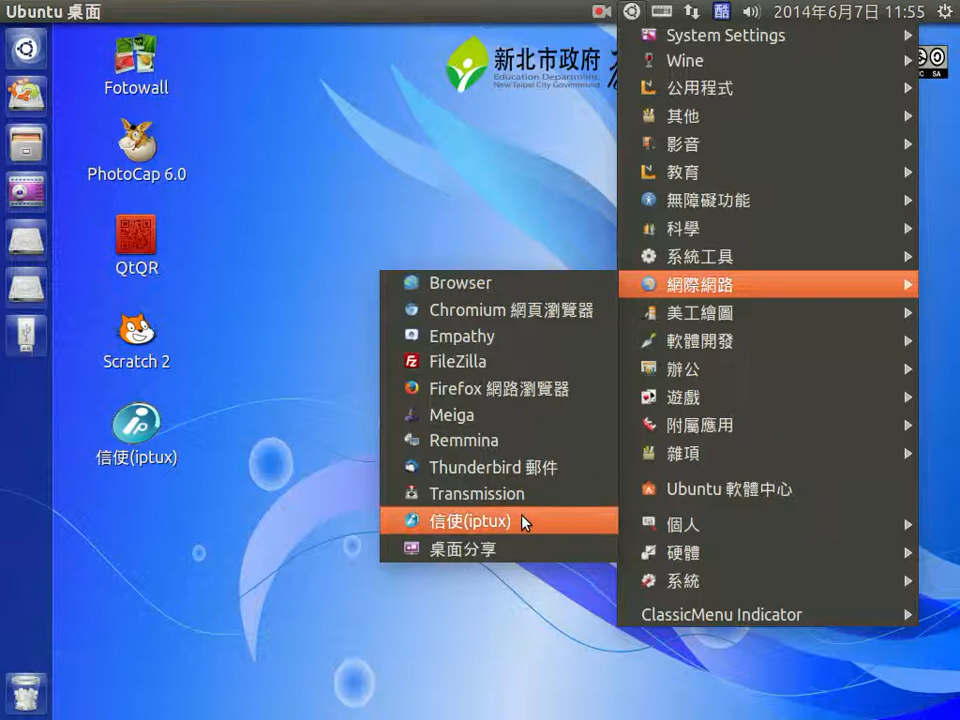 Ubuntu 桌面
酷
2014年6月7日 11:55
Fotowall
PhotoCap 6.0
QtQR
Scratch 2
信使(iptux)
新北市政府
Education Department,
New Taipei City Government
SA
System Settings
Wine
公用程式
其他
影音
教育
無障礙功能
科學
系統工具
網際網路
美工繪圖
軟體開發
辦公
遊戲
附屬應用
雜項
Ubuntu 軟體中心
個人
硬體
系統
ClassicMenu Indicator
Browser
Chromium 網頁瀏覽器
Empathy
FileZilla
Firefox 網路瀏覽器
Meiga
Remmina
Thunderbird 郵件
Transmission
信使(iptux)
桌面分享